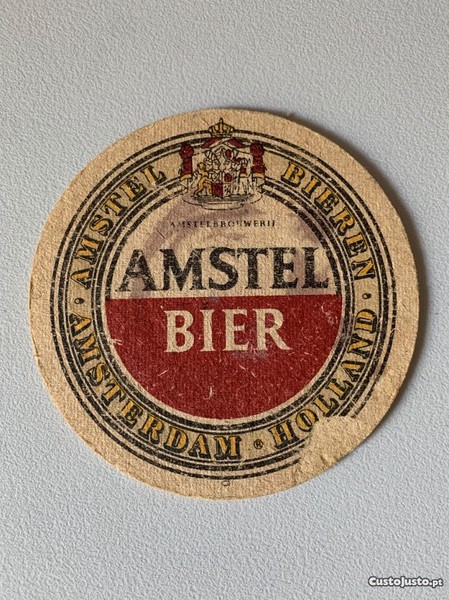 AMSTEL · BIEREN
AMSTELBROUWERIJ
AMSTEL
BIER
· AMSTERDAM ® HOLLAND ·
CustoJusto.pt